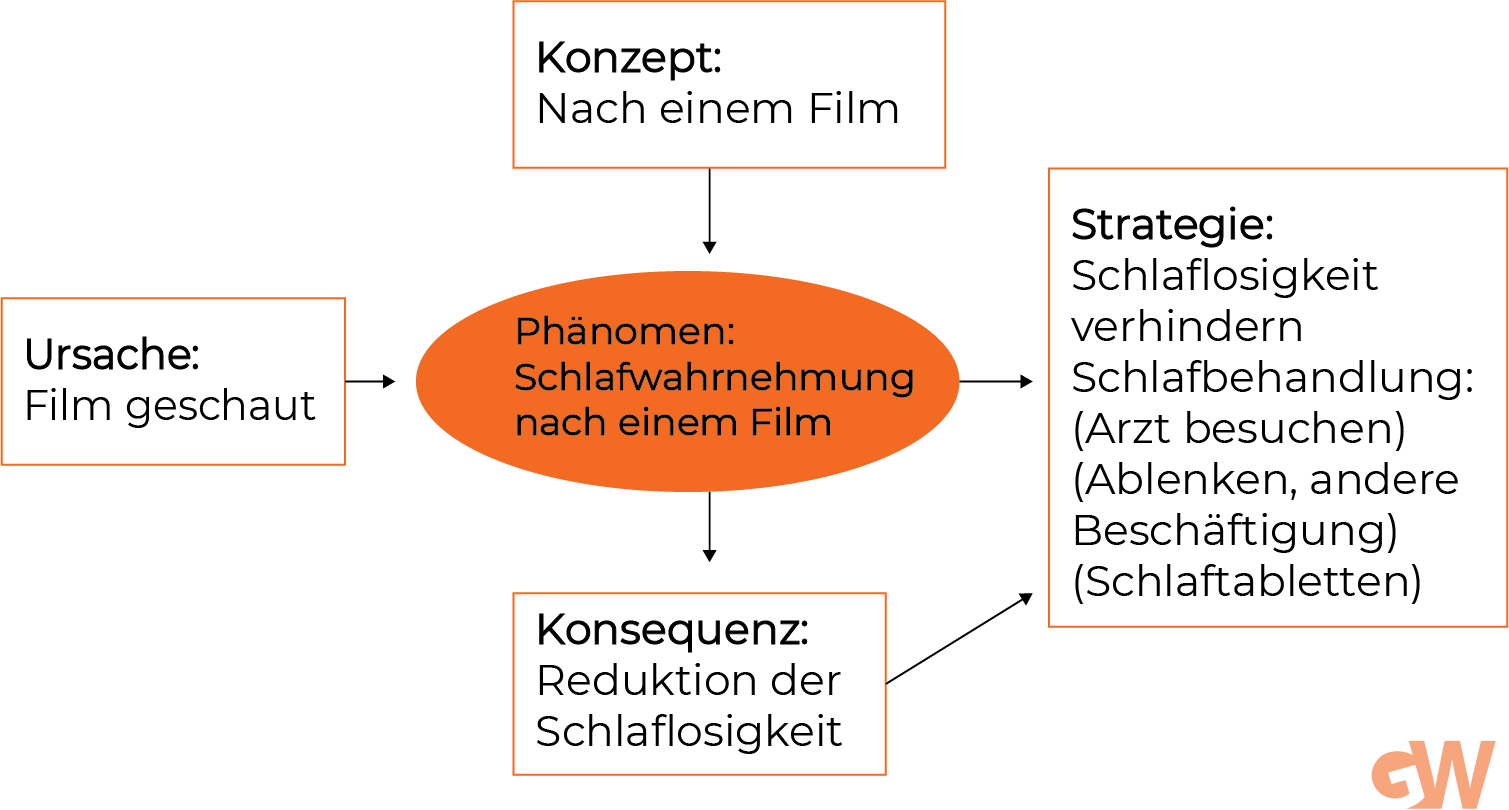 Konzept:
Nach einem Film
Ursache:
Film geschaut
Phänomen:
Schlafwahrnehmung
nach einem Film
Strategie:
Schlaflosigkeit
verhindern
Schlafbehandlung:
(Arzt besuchen)
(Ablenken, andere
Beschäftigung)
(Schlaftabletten)
Konsequenz:
Reduktion der
Schlaflosigkeit
GW